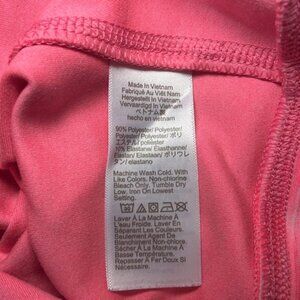 Made In Vietnam
Fabriqué Au Viêt Nam
Hergestellt in Vietnam
Vervaardigd In Vietnam
ベトナム製
hecho en vietnam
90% Polyester/Polyester/
Polyester/Polyester/ポリ
エステル/poliester
10% Elastane/Elasthanne/
Elastan/Elastaan/ポリウレ
タン/elastano
Machine Wash Cold, With
Like Colors. Non-chlorine
Bleach Only, Tumble Dry
Low, Iron On Lowest
Setting.
Laver À La Machine À
L'eau Froide. Laver En
Séparant Les Couleurs.
Seulement Agent De
Blanchiment Non Chloré.
Sécher À La Machine À
Basse Température.
Repasser À Fer Doux Si
Nécessaire